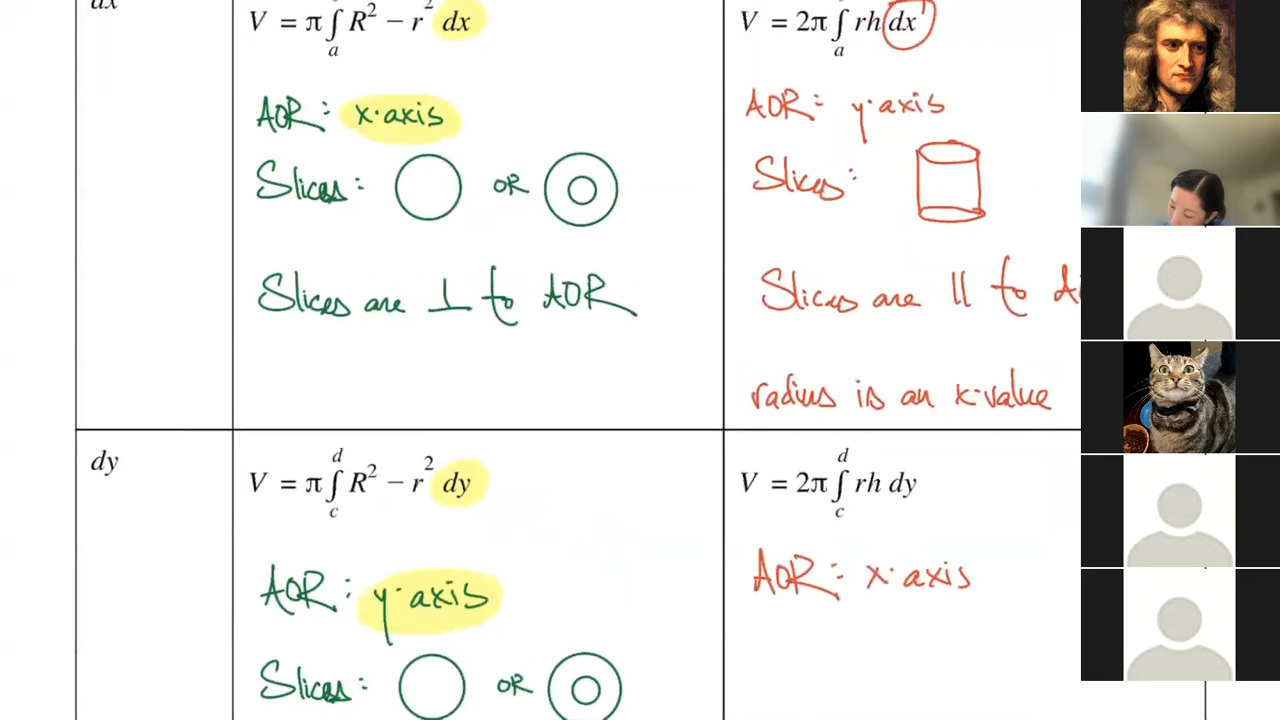 dx
V = π∫ₐ R² − r² dx
AOR: x-axis
Slices: OR
Slices are ⊥ to AOR
V = 2π∫ₐ rh dx
AOR: y-axis
Slices:
Slices are || to
radius is an x-value
dy
V = π∫_c^d R² − r² dy
AOR: y-axis
Slices: OR
V = 2π∫_c^d rh dy
AOR: x-axis